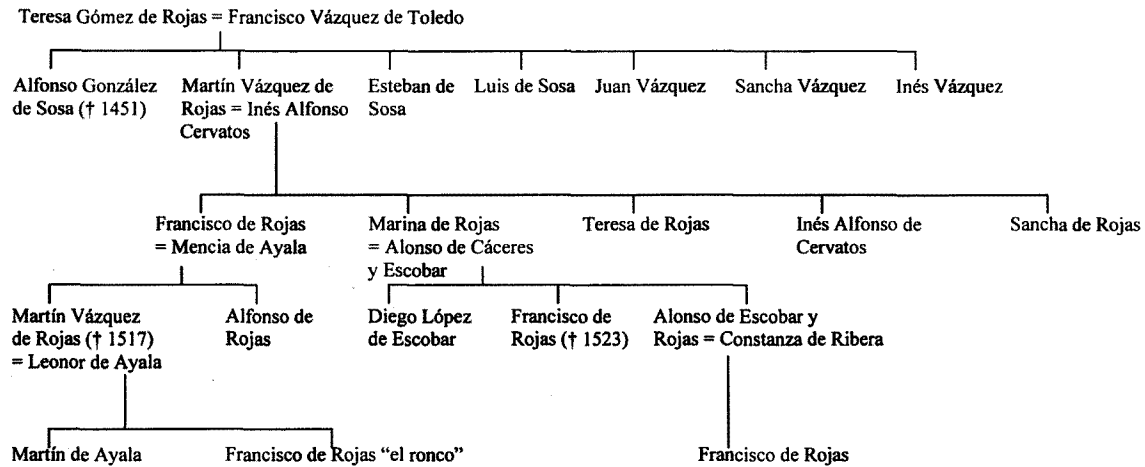 Teresa Gómez de Rojas = Francisco Vázquez de Toledo
Alfonso González
de Sosa († 1451)
Martín Vázquez de
Rojas = Inés Alfonso
Cervatos
Esteban de
Sosa
Luis de Sosa
Juan Vázquez
Sancha Vázquez
Inés Vázquez
Francisco de Rojas
= Mencia de Ayala
Marina de Rojas
= Alonso de Cáceres
y Escobar
Teresa de Rojas
Inés Alfonso de
Cervatos
Sancha de Rojas
Martín Vázquez
de Rojas († 1517)
= Leonor de Ayala
Alfonso de
Rojas
Diego López
de Escobar
Francisco de
Rojas († 1523)
Alonso de Escobar y
Rojas = Constanza de Ribera
Martín de Ayala
Francisco de Rojas “el ronco”
Francisco de Rojas